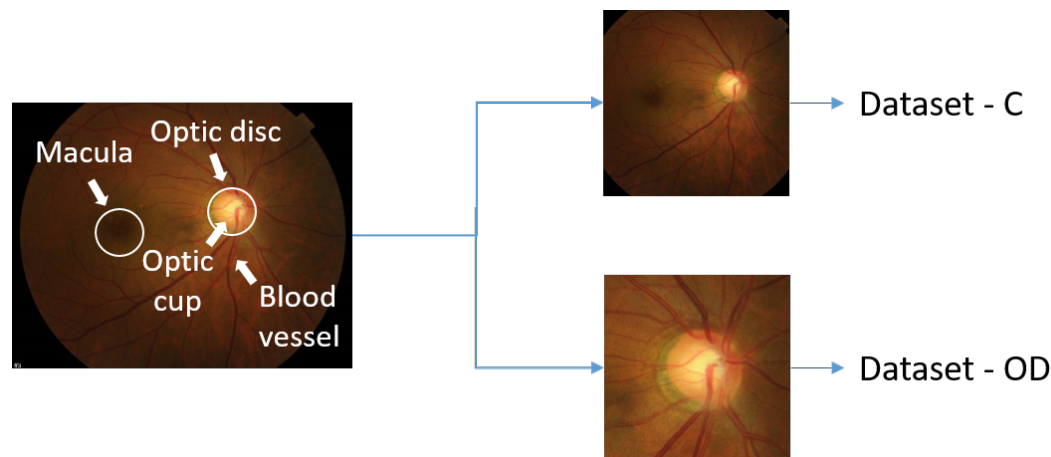 Optic disc
Macula
Optic
cup
Blood
vessel
Dataset - C
Dataset - OD